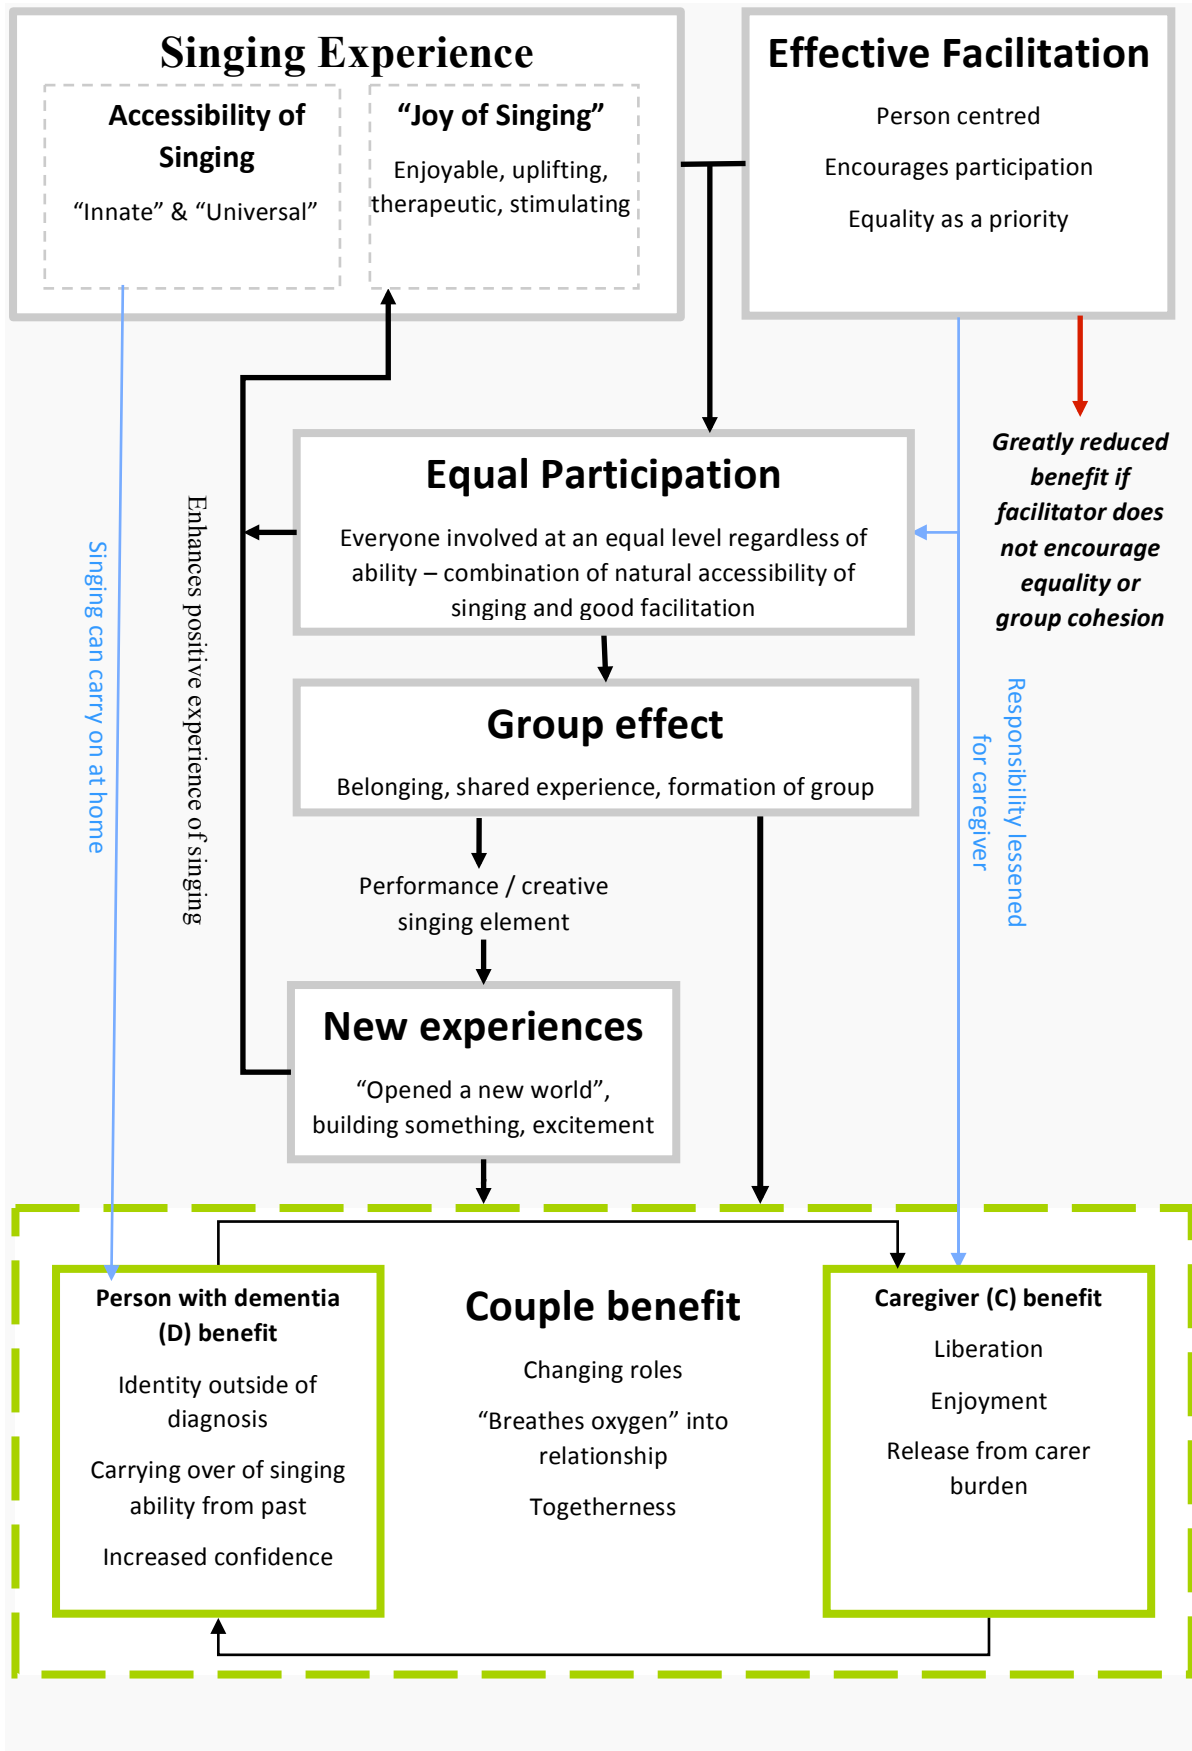 Singing Experience
Accessibility of
Singing
“Innate” & “Universal”
“Joy of Singing”
Enjoyable, uplifting,
therapeutic, stimulating
Effective Facilitation
Person centred
Encourages participation
Equality as a priority
Greatly reduced
benefit if
facilitator does
not encourage
equality or
group cohesion
Equal Participation
Everyone involved at an equal level regardless of
ability – combination of natural accessibility of
singing and good facilitation
Singing can carry on at home
Enhances positive experience of singing
Group effect
Belonging, shared experience, formation of group
Responsibility lessened
for caregiver
Performance / creative
singing element
New experiences
“Opened a new world”,
building something, excitement
Person with dementia
(D) benefit
Identity outside of
diagnosis
Carrying over of singing
ability from past
Increased confidence
Couple benefit
Changing roles
“Breathes oxygen” into
relationship
Togetherness
Caregiver (C) benefit
Liberation
Enjoyment
Release from carer
burden